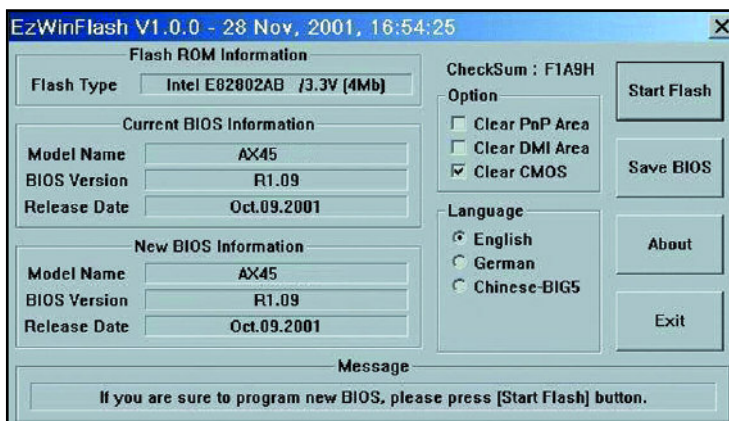 EzWinFlash V1.0.0 - 28 Nov, 2001, 16:54:25
Flash ROM Information
Flash Type Intel E82802AB /3.3V (4Mb)
Current BIOS Information
Model Name AX45
BIOS Version R1.09
Release Date Oct.09.2001
New BIOS Information
Model Name AX45
BIOS Version R1.09
Release Date Oct.09.2001
CheckSum : F1A9H
Option
Clear PnP Area
Clear DMI Area
Clear CMOS
Language
English
German
Chinese-BIG5
Start Flash
Save BIOS
About
Exit
Message
If you are sure to program new BIOS, please press [Start Flash] button.